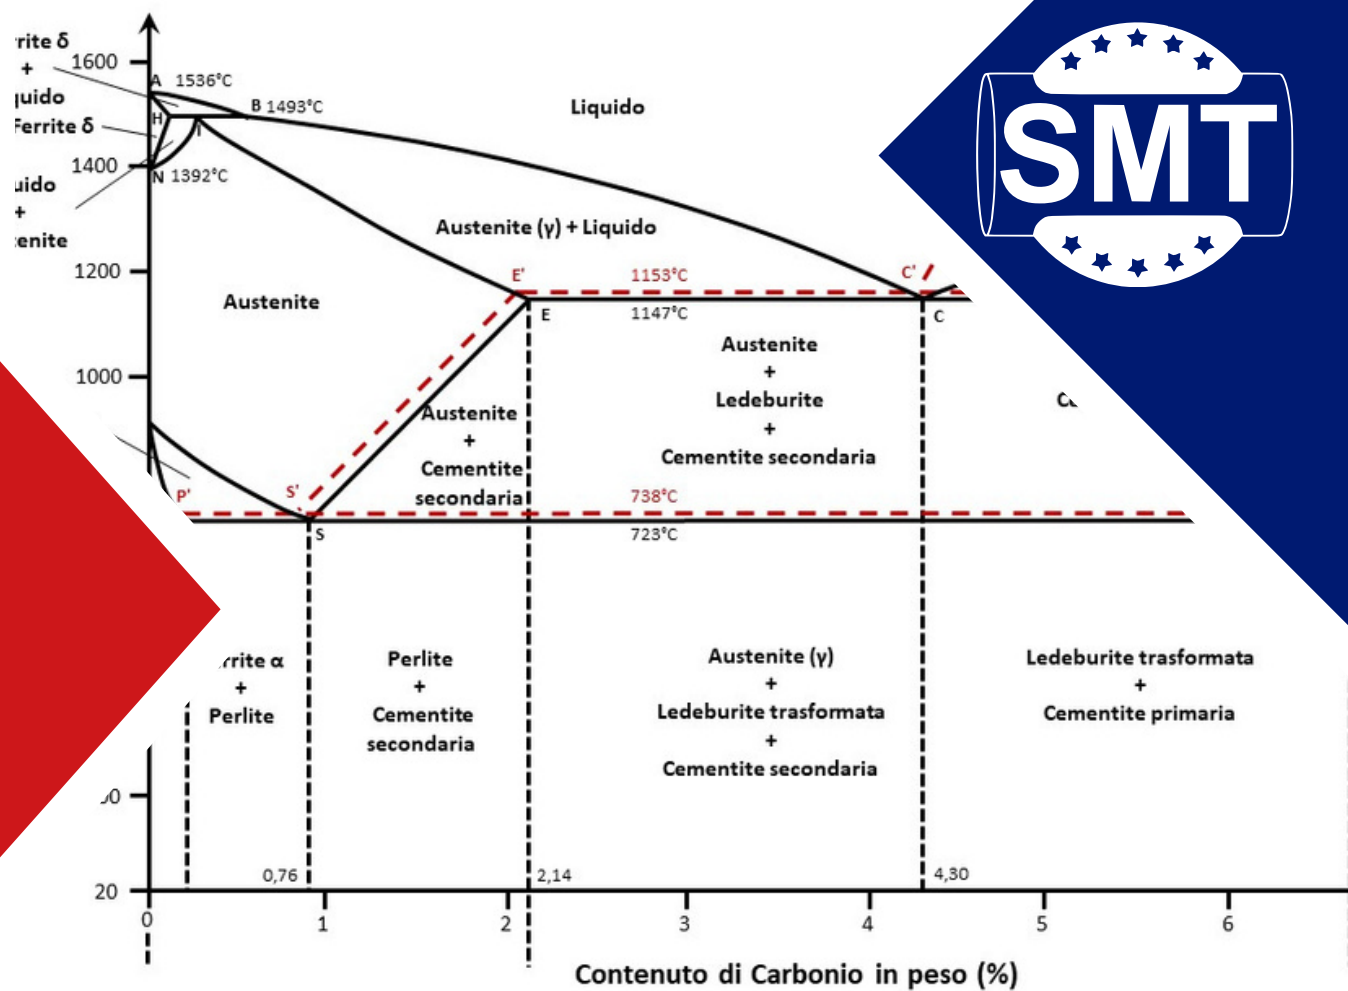 rite δ
+
quido
Ferrite δ
uido
+
enite
1600
1400
1200
1000
20
A 1536°C
B 1493°C
H
I
N 1392°C
Liquido
SMT
Austenite (γ) + Liquido
Austenite
E' 1153°C C'
E 1147°C C
Austenite
+
Ledeburite
+
Cementite secondaria
Austenite
+
Cementite
secondaria
P' S' 738°C
S 723°C
rrite α
+
Perlite
Perlite
+
Cementite
secondaria
Austenite (γ)
+
Ledeburite trasformata
+
Cementite secondaria
Ledeburite trasformata
+
Cementite primaria
0,76 2,14 4,30
0 1 2 3 4 5 6
Contenuto di Carbonio in peso (%)